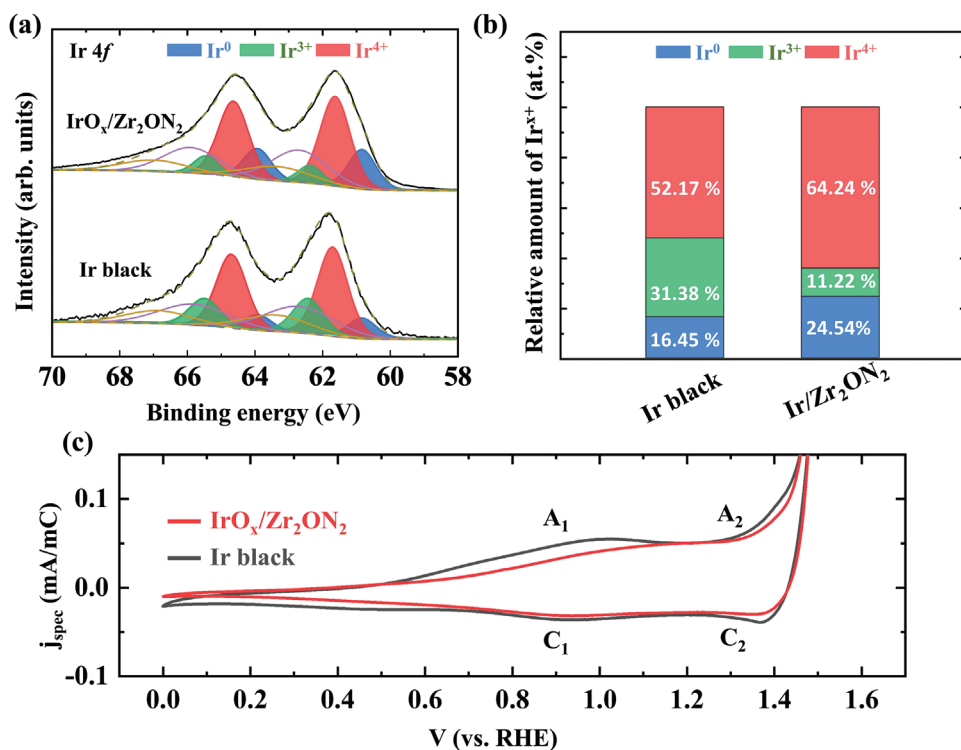 (a)
Ir 4f
Ir⁰ Ir³⁺ Ir⁴⁺
IrOₓ/Zr₂ON₂
Ir black
Intensity (arb. units)
70 68 66 64 62 60 58
Binding energy (eV)
(b)
Ir⁰ Ir³⁺ Ir⁴⁺
Relative amount of Irˣ⁺ (at.%)
52.17 %
31.38 %
16.45 %
64.24 %
11.22 %
24.54%
Ir black
Ir/Zr₂ON₂
(c)
0.1
0.0
-0.1
j_spec (mA/mC)
IrOₓ/Zr₂ON₂
Ir black
A₁
A₂
C₁
C₂
0.0 0.2 0.4 0.6 0.8 1.0 1.2 1.4 1.6
V (vs. RHE)